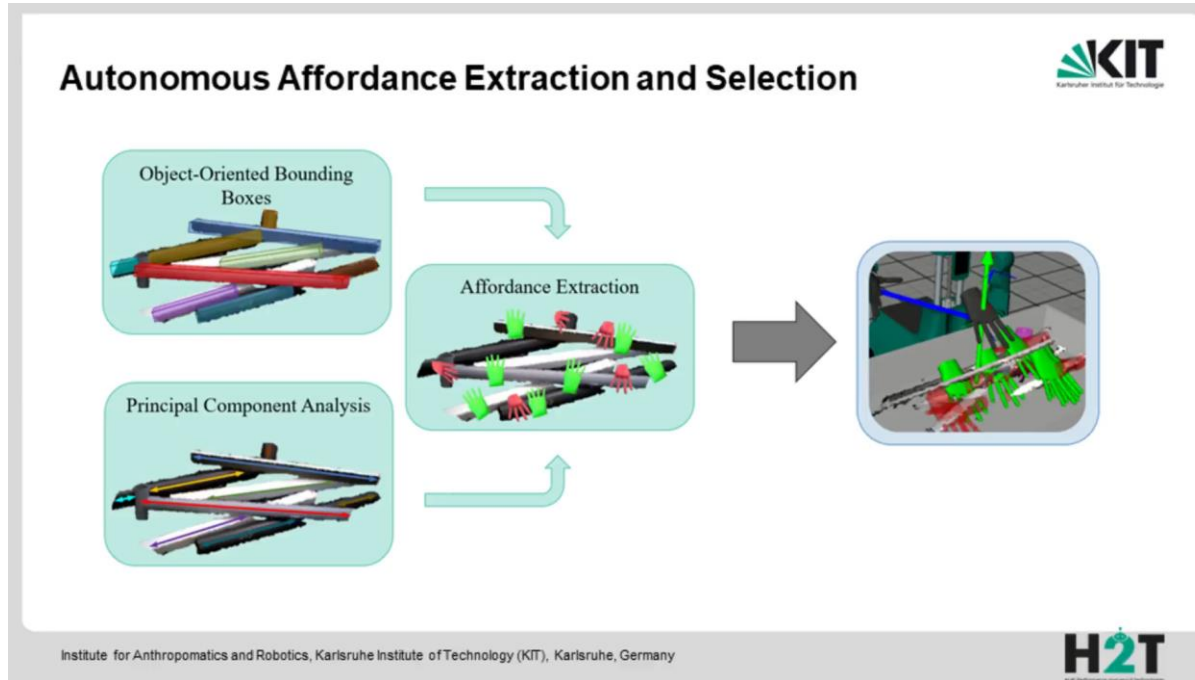 Autonomous Affordance Extraction and Selection
KIT
Karlsruher Institut für Technologie
Object-Oriented Bounding
Boxes
Affordance Extraction
Principal Component Analysis
Institute for Anthropomatics and Robotics, Karlsruhe Institute of Technology (KIT), Karlsruhe, Germany
H2T